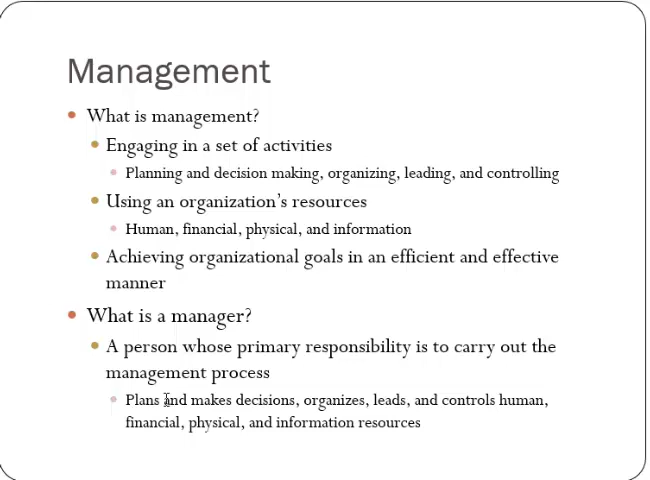 Management
What is management?
Engaging in a set of activities
Planning and decision making, organizing, leading, and controlling
Using an organization's resources
Human, financial, physical, and information
Achieving organizational goals in an efficient and effective
manner
What is a manager?
A person whose primary responsibility is to carry out the
management process
Plans and makes decisions, organizes, leads, and controls human,
financial, physical, and information resources